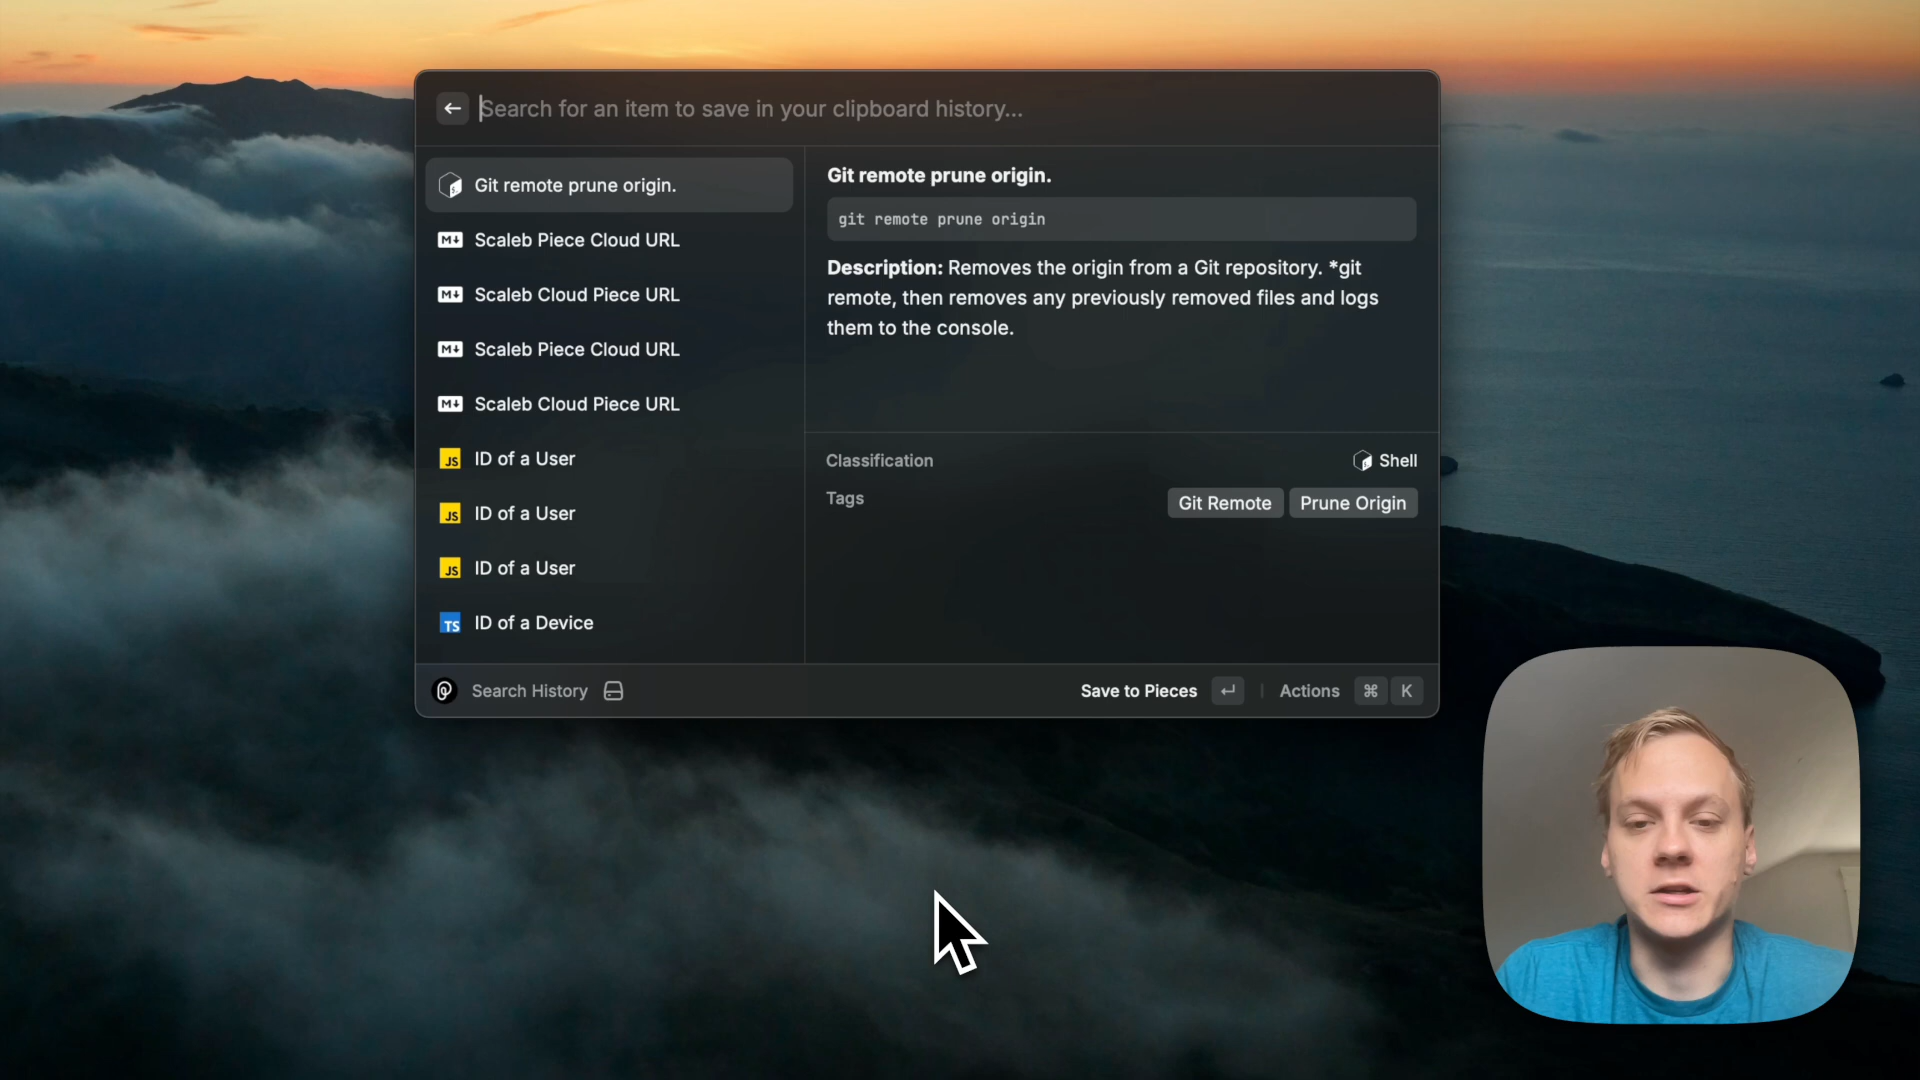 Search for an item to save in your clipboard history...
Git remote prune origin.
M↓ Scaleb Piece Cloud URL
M↓ Scaleb Cloud Piece URL
M↓ Scaleb Piece Cloud URL
M↓ Scaleb Cloud Piece URL
JS ID of a User
JS ID of a User
JS ID of a User
TS ID of a Device
Git remote prune origin.
git remote prune origin
Description: Removes the origin from a Git repository. *git
remote, then removes any previously removed files and logs
them to the console.
Classification Shell
Tags Git Remote Prune Origin
Search History Save to Pieces ↵ | Actions ⌘ K